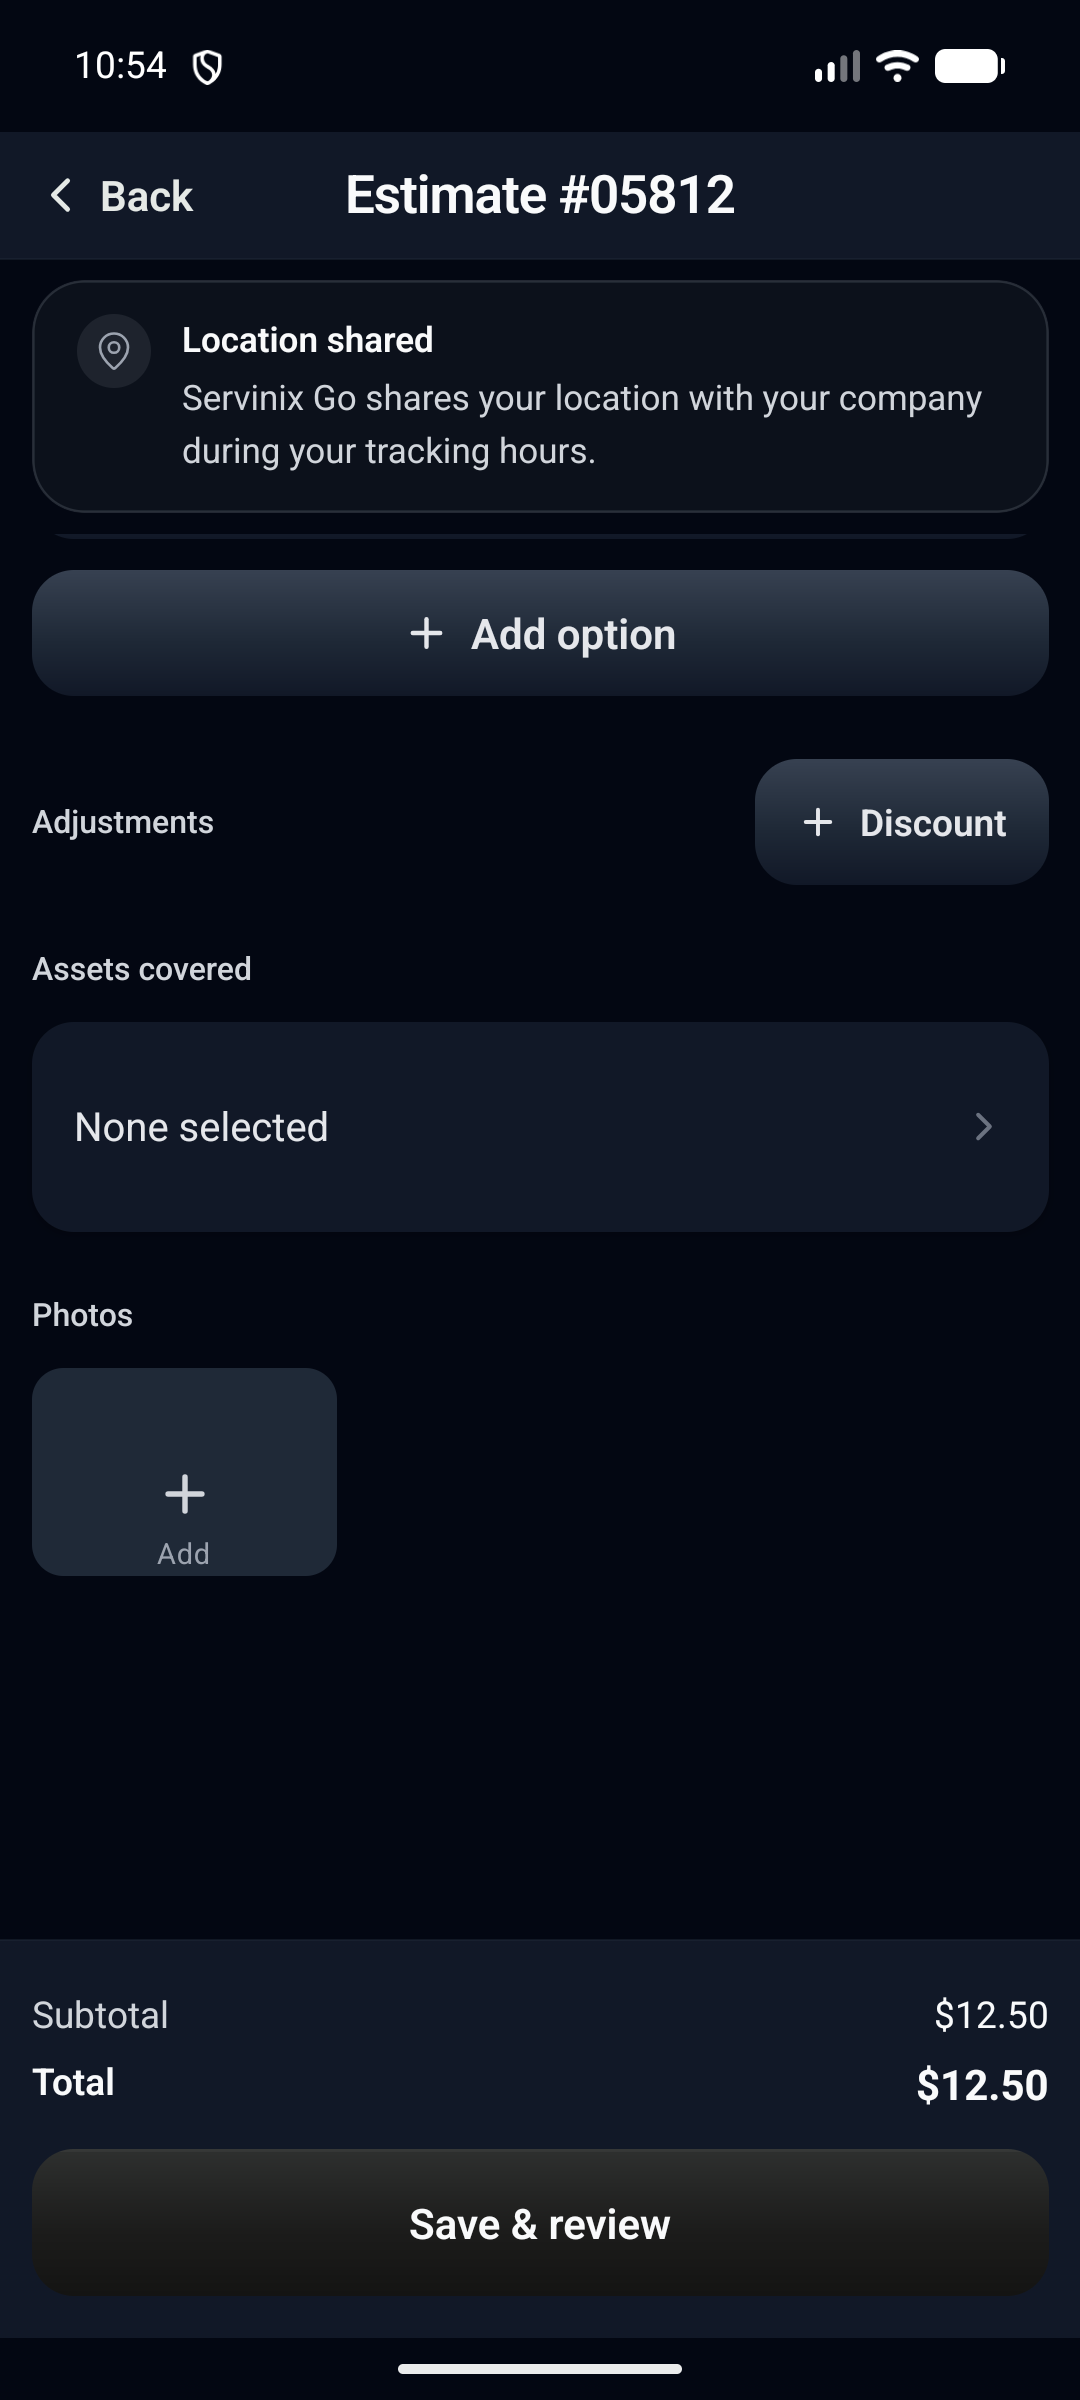 10:54
Back
Estimate #05812
Location shared
Servinix Go shares your location with your company
during your tracking hours.
Add option
Adjustments
Discount
Assets covered
None selected
Photos
Add
Subtotal
$12.50
Total
$12.50
Save & review